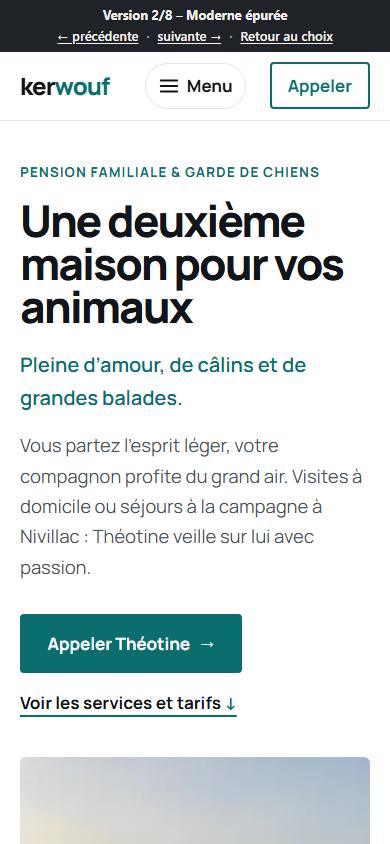 Version 2/8 – Moderne épurée
← précédente · suivante → · Retour au choix
kerwouf
Menu
Appeler
PENSION FAMILIALE & GARDE DE CHIENS
Une deuxième
maison pour vos
animaux
Pleine d’amour, de câlins et de
grandes balades.
Vous partez l’esprit léger, votre
compagnon profite du grand air. Visites à
domicile ou séjours à la campagne à
Nivillac : Théotine veille sur lui avec
passion.
Appeler Théotine →
Voir les services et tarifs ↓